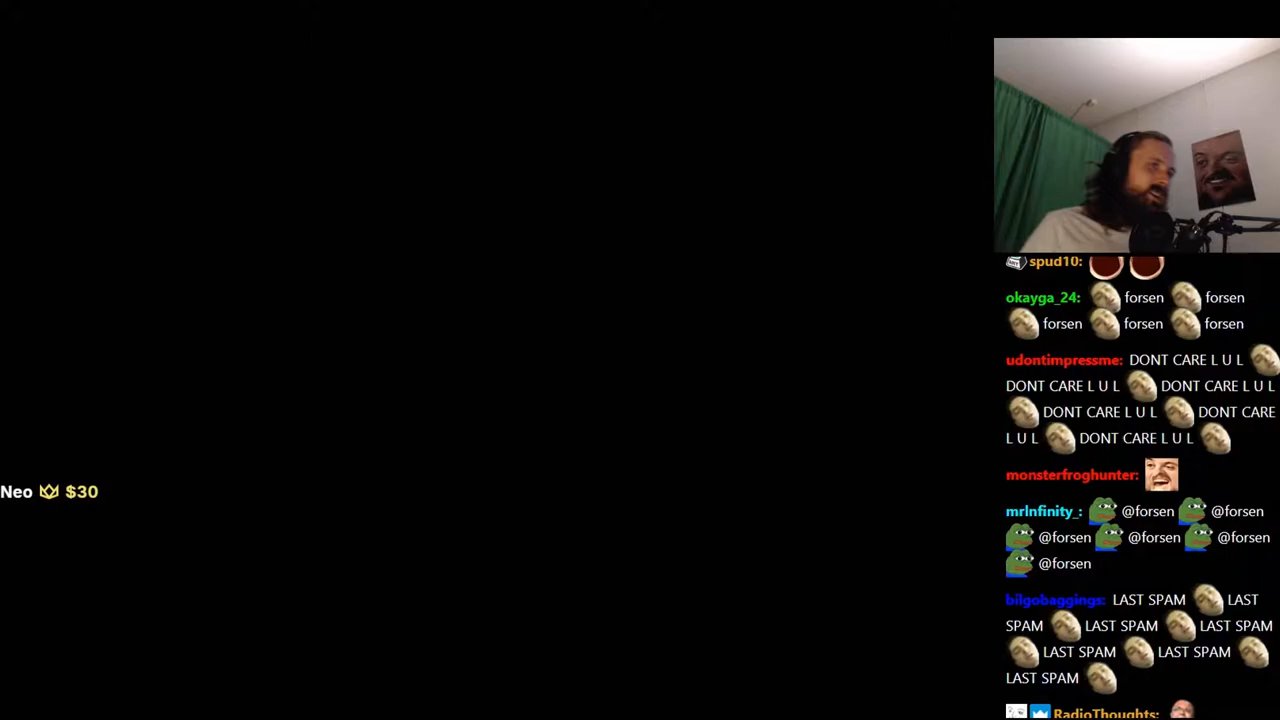 spud10:
okayga_24: forsen forsen
forsen forsen forsen
udontimpressme: DONT CARE L U L
DONT CARE L U L DONT CARE L U L
DONT CARE L U L DONT CARE
L U L DONT CARE L U L
monsterfroghunter:
Neo $30
mrInfinity_: @forsen @forsen
@forsen @forsen @forsen
@forsen
bilgobaggings: LAST SPAM LAST
SPAM LAST SPAM LAST SPAM
LAST SPAM LAST SPAM
LAST SPAM
RadioThoughts: